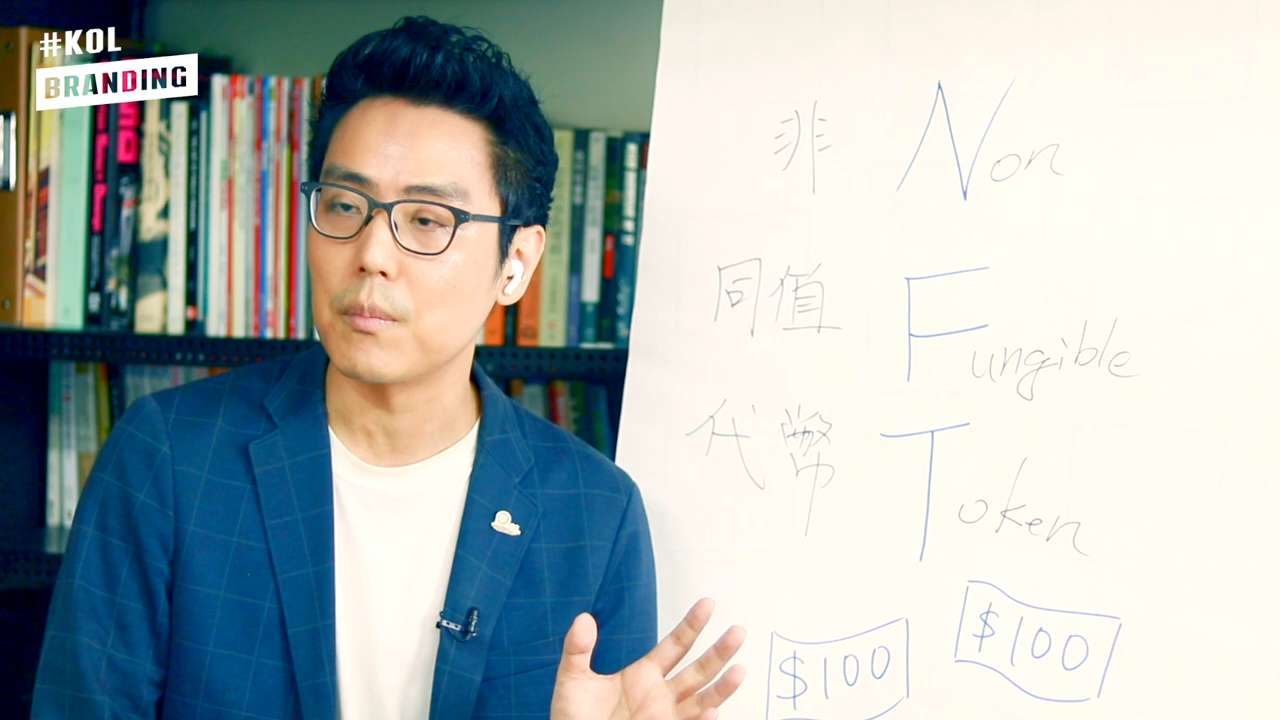 #KOL
BRANDING
非 Non
同值 Fungible
代幣 Token
$100
$100